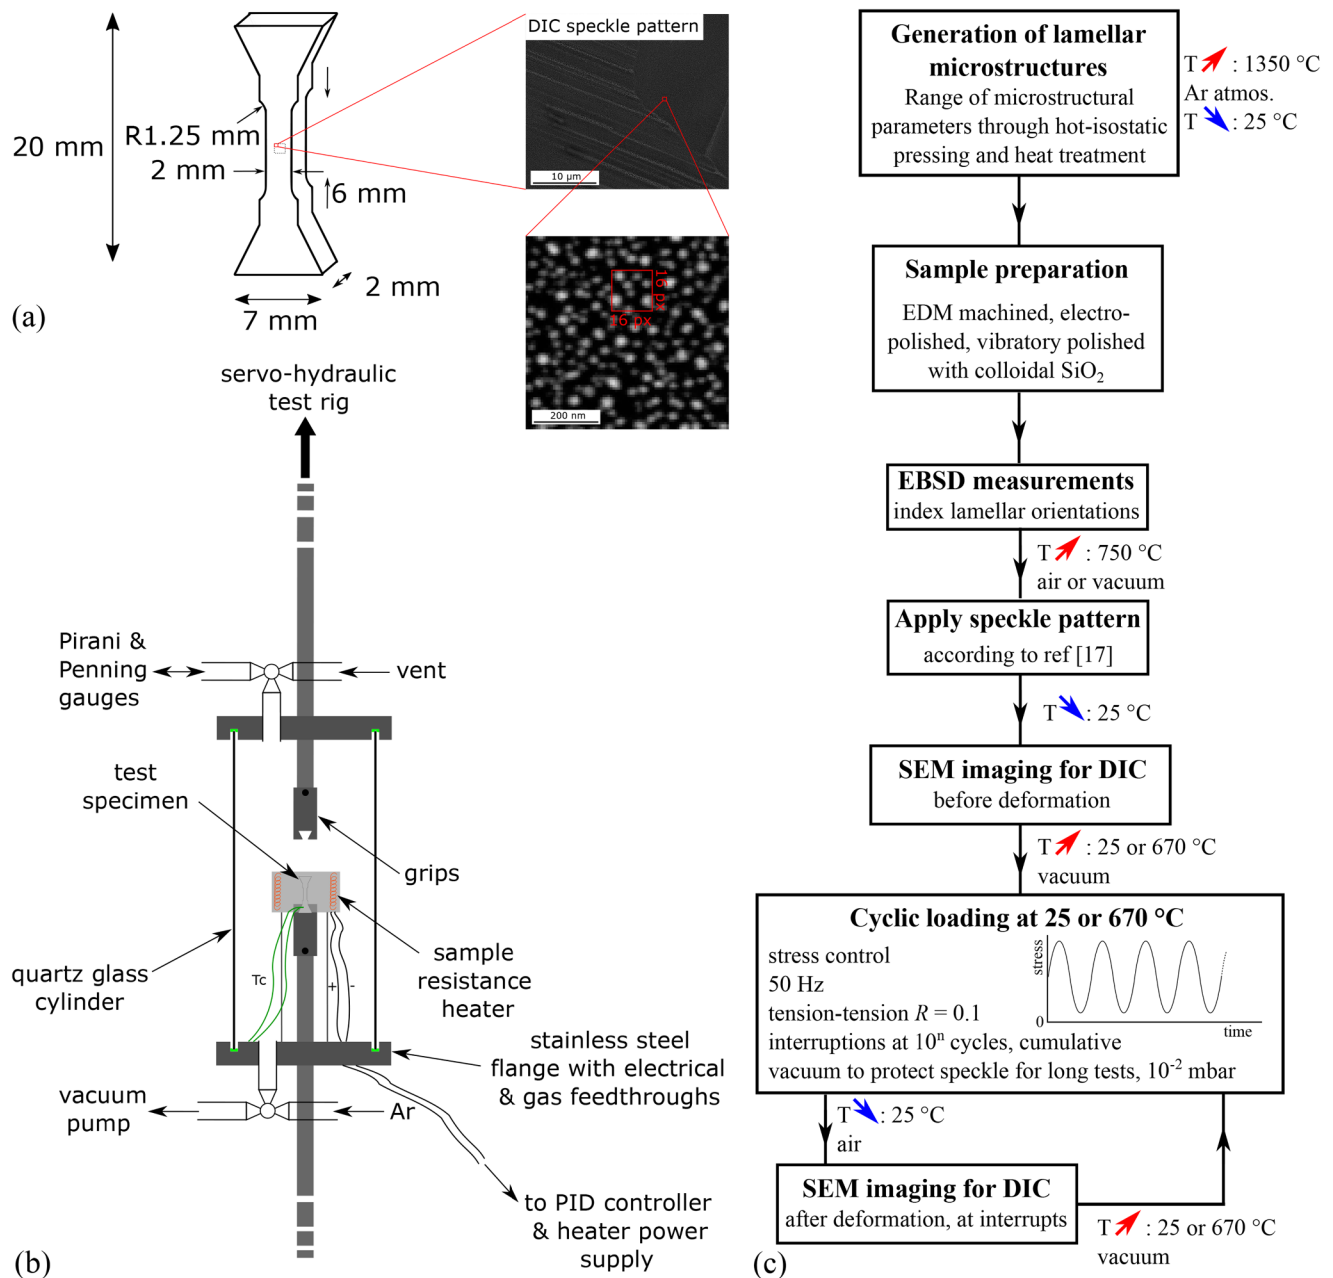 DIC speckle pattern
20 mm
R1.25 mm
2 mm
6 mm
2 mm
7 mm
10 µm
16 px
16 px
200 nm
(a)
servo-hydraulic
test rig
Pirani &
Penning
gauges
vent
test
specimen
grips
quartz glass
cylinder
Tc
+
-
sample
resistance
heater
stainless steel
flange with electrical
& gas feedthroughs
vacuum
pump
Ar
to PID controller
& heater power
supply
(b)
Generation of lamellar
microstructures
Range of microstructural
parameters through hot-isostatic
pressing and heat treatment
T : 1350 °C
Ar atmos.
T : 25 °C
Sample preparation
EDM machined, electro-
polished, vibratory polished
with colloidal SiO₂
EBSD measurements
index lamellar orientations
T : 750 °C
air or vacuum
Apply speckle pattern
according to ref [17]
T : 25 °C
SEM imaging for DIC
before deformation
T : 25 or 670 °C
vacuum
Cyclic loading at 25 or 670 °C
stress control
50 Hz
tension-tension R = 0.1
interruptions at 10ⁿ cycles, cumulative
vacuum to protect speckle for long tests, 10⁻² mbar
stress
0
time
T : 25 °C
air
SEM imaging for DIC
after deformation, at interrupts
T : 25 or 670 °C
vacuum
(c)